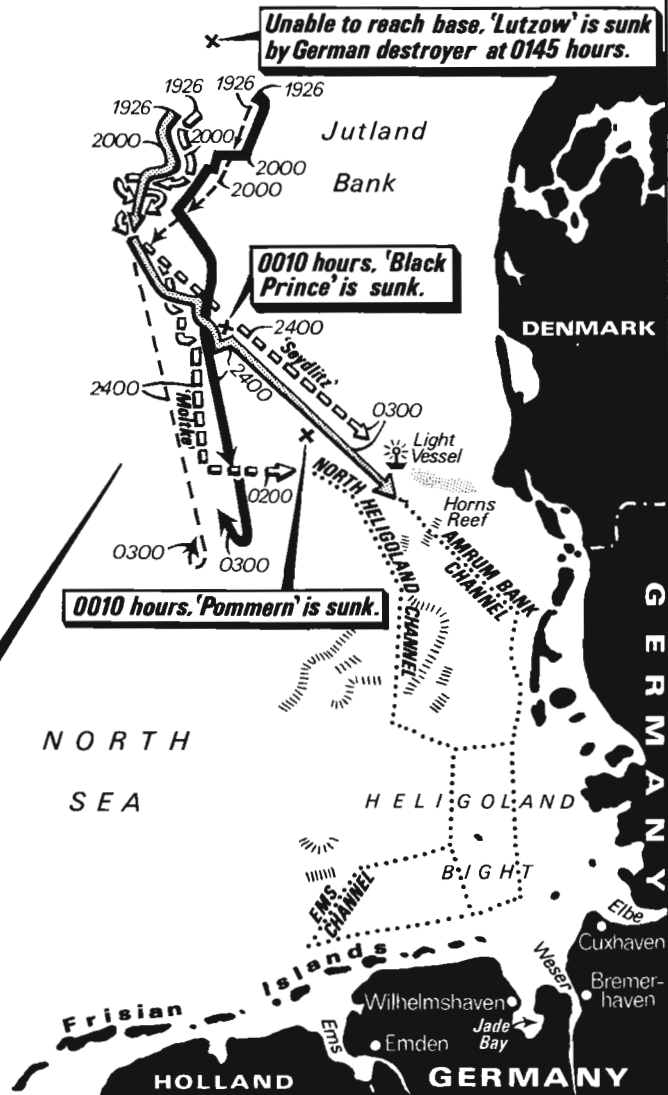 Unable to reach base, 'Lutzow' is sunk
by German destroyer at 0145 hours.
1926
1926
1926
1926
2000
2000
2000
2000
Jutland
Bank
0010 hours, 'Black
Prince' is sunk.
DENMARK
2400
'Seydlitz'
2400
2400
'Moltke'
0300
Light
Vessel
0200
NORTH HELIGOLAND CHANNEL
Horns
Reef
AMRUM BANK
CHANNEL
0300
0300
0010 hours, 'Pommern' is sunk.
GERMANY
NORTH
SEA
HELIGOLAND
BIGHT
EMS
CHANNEL
Elbe
Cuxhaven
Weser
Bremer-
haven
Frisian Islands
Wilhelmshaven
Jade
Bay
Ems
Emden
HOLLAND
GERMANY